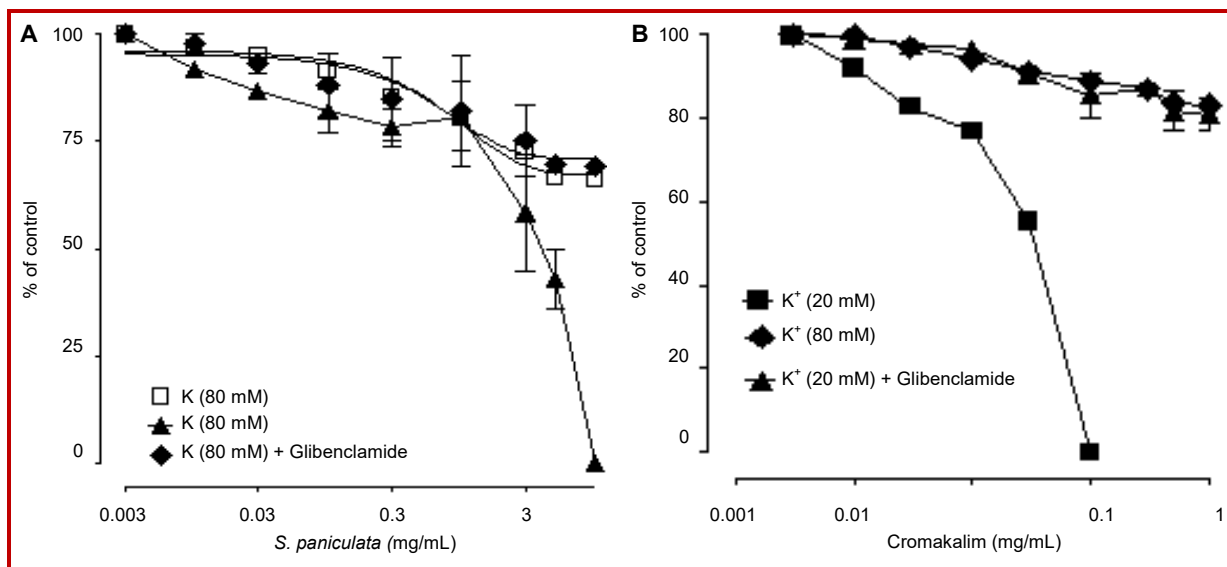 A
100
75
50
25
0
% of control
K (80 mM)
K (80 mM)
K (80 mM) + Glibenclamide
0.003
0.03
0.3
3
S. paniculata (mg/mL)
B
100
80
60
40
20
0
% of control
K⁺ (20 mM)
K⁺ (80 mM)
K⁺ (20 mM) + Glibenclamide
0.001
0.01
0.1
1
Cromakalim (mg/mL)